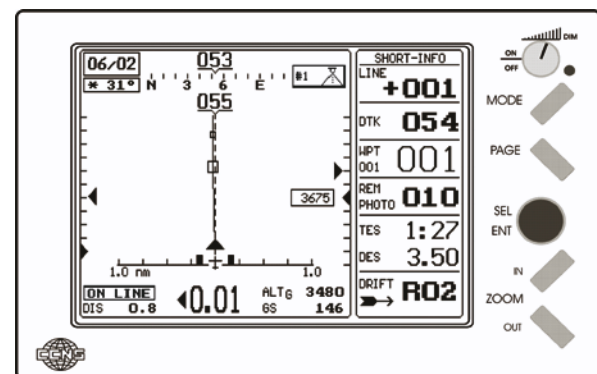 06/02
053
✳ 31°
N 3 6 E
#1
055
3675
1.0 nm
1.0
ON LINE
DIS 0.8
0.01
ALTG 3480
GS 146
SHORT-INFO
LINE
+001
DTK 054
WPT
001 001
REM
PHOTO 010
TES 1:27
DES 3.50
DRIFT
R02
DIM
ON
OFF
MODE
PAGE
SEL
ENT
IN
ZOOM
OUT
CCNS